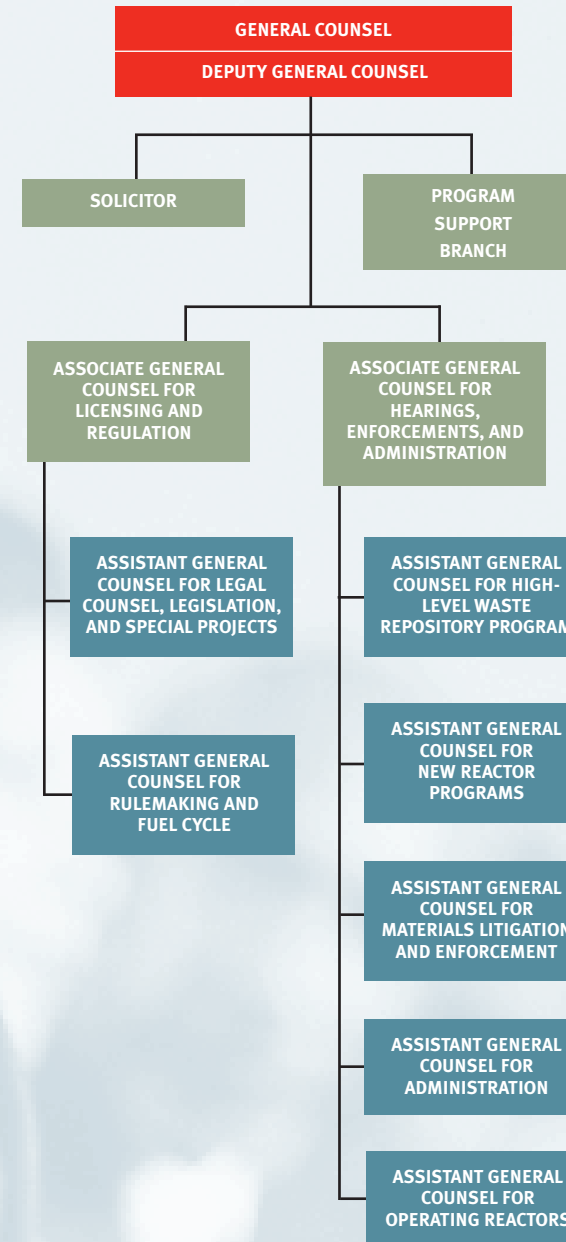 GENERAL COUNSEL
DEPUTY GENERAL COUNSEL
SOLICITOR
PROGRAM
SUPPORT
BRANCH
ASSOCIATE GENERAL
COUNSEL FOR
LICENSING AND
REGULATION
ASSOCIATE GENERAL
COUNSEL FOR
HEARINGS,
ENFORCEMENTS, AND
ADMINISTRATION
ASSISTANT GENERAL
COUNSEL FOR LEGAL
COUNSEL, LEGISLATION,
AND SPECIAL PROJECTS
ASSISTANT GENERAL
COUNSEL FOR
RULEMAKING AND
FUEL CYCLE
ASSISTANT GENERAL
COUNSEL FOR HIGH-
LEVEL WASTE
REPOSITORY PROGRAM
ASSISTANT GENERAL
COUNSEL FOR
NEW REACTOR
PROGRAMS
ASSISTANT GENERAL
COUNSEL FOR
MATERIALS LITIGATION
AND ENFORCEMENT
ASSISTANT GENERAL
COUNSEL FOR
ADMINISTRATION
ASSISTANT GENERAL
COUNSEL FOR
OPERATING REACTORS